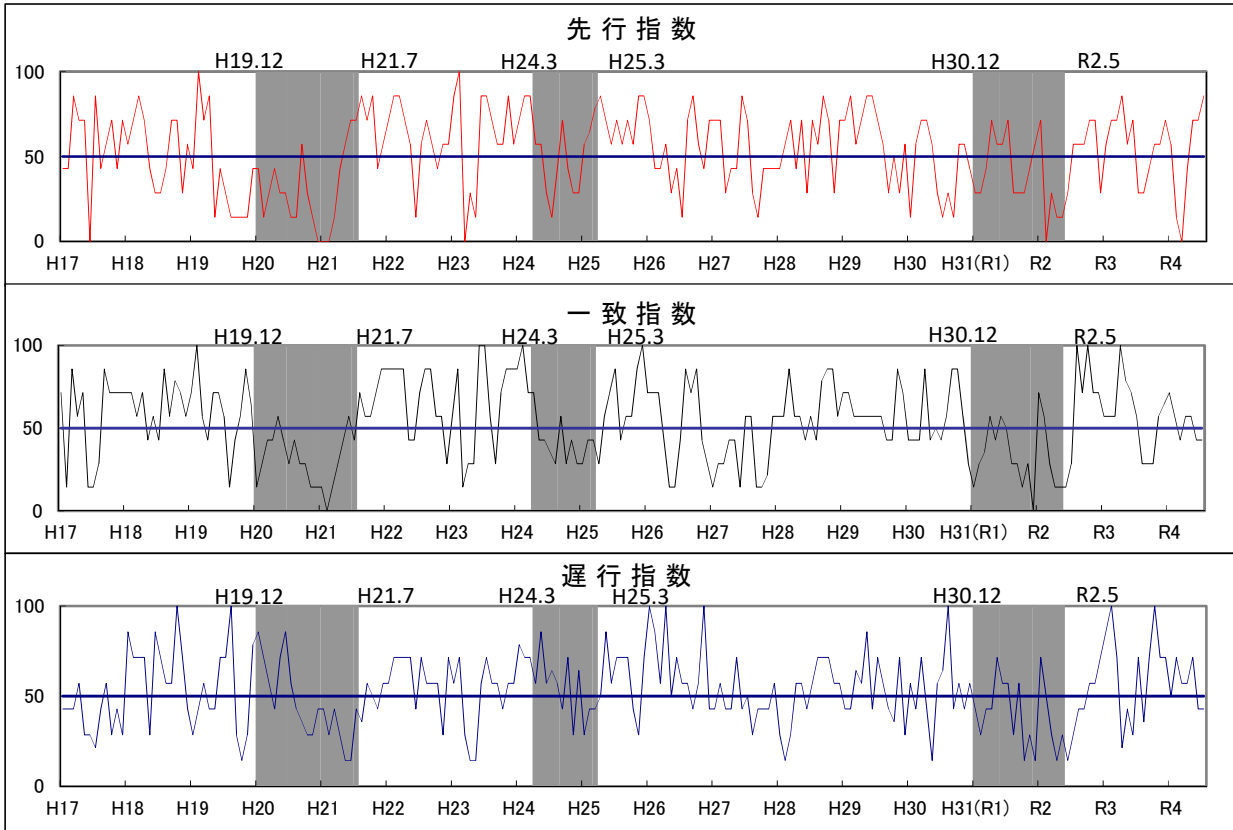 先行指数
H19.12 H21.7 H24.3 H25.3 H30.12 R2.5
100
50
0
H17 H18 H19 H20 H21 H22 H23 H24 H25 H26 H27 H28 H29 H30 H31(R1) R2 R3 R4
一致指数
H19.12 H21.7 H24.3 H25.3 H30.12 R2.5
100
50
0
H17 H18 H19 H20 H21 H22 H23 H24 H25 H26 H27 H28 H29 H30 H31(R1) R2 R3 R4
遅行指数
H19.12 H21.7 H24.3 H25.3 H30.12 R2.5
100
50
0
H17 H18 H19 H20 H21 H22 H23 H24 H25 H26 H27 H28 H29 H30 H31(R1) R2 R3 R4